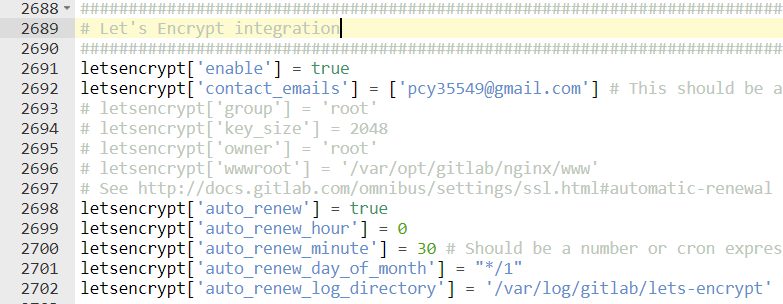 2688 ################################################################################
2689 # Let's Encrypt integration
2690 ################################################################################
2691 letsencrypt['enable'] = true
2692 letsencrypt['contact_emails'] = ['pcy35549@gmail.com'] # This should be a
2693 # letsencrypt['group'] = 'root'
2694 # letsencrypt['key_size'] = 2048
2695 # letsencrypt['owner'] = 'root'
2696 # letsencrypt['wwwroot'] = '/var/opt/gitlab/nginx/www'
2697 # See http://docs.gitlab.com/omnibus/settings/ssl.html#automatic-renewal
2698 letsencrypt['auto_renew'] = true
2699 letsencrypt['auto_renew_hour'] = 0
2700 letsencrypt['auto_renew_minute'] = 30 # Should be a number or cron expres
2701 letsencrypt['auto_renew_day_of_month'] = "*/1"
2702 letsencrypt['auto_renew_log_directory'] = '/var/log/gitlab/lets-encrypt'